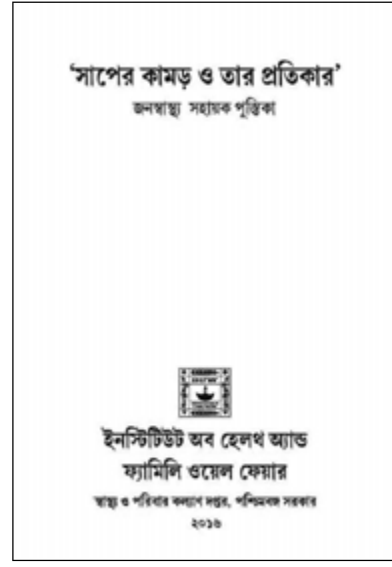 ‘সাপের কামড় ও তার প্রতিকার’
জনস্বাস্থ্য সহায়ক পুস্তিকা
ইনস্টিটিউট অব হেলথ অ্যান্ড
ফ্যামিলি ওয়েল ফেয়ার
স্বাস্থ্য ও পরিবার কল্যাণ দপ্তর, পশ্চিমবঙ্গ সরকার
২০১৬